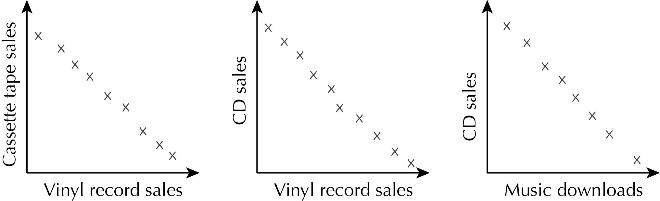 Cassette tape sales
Vinyl record sales
CD sales
Vinyl record sales
CD sales
Music downloads